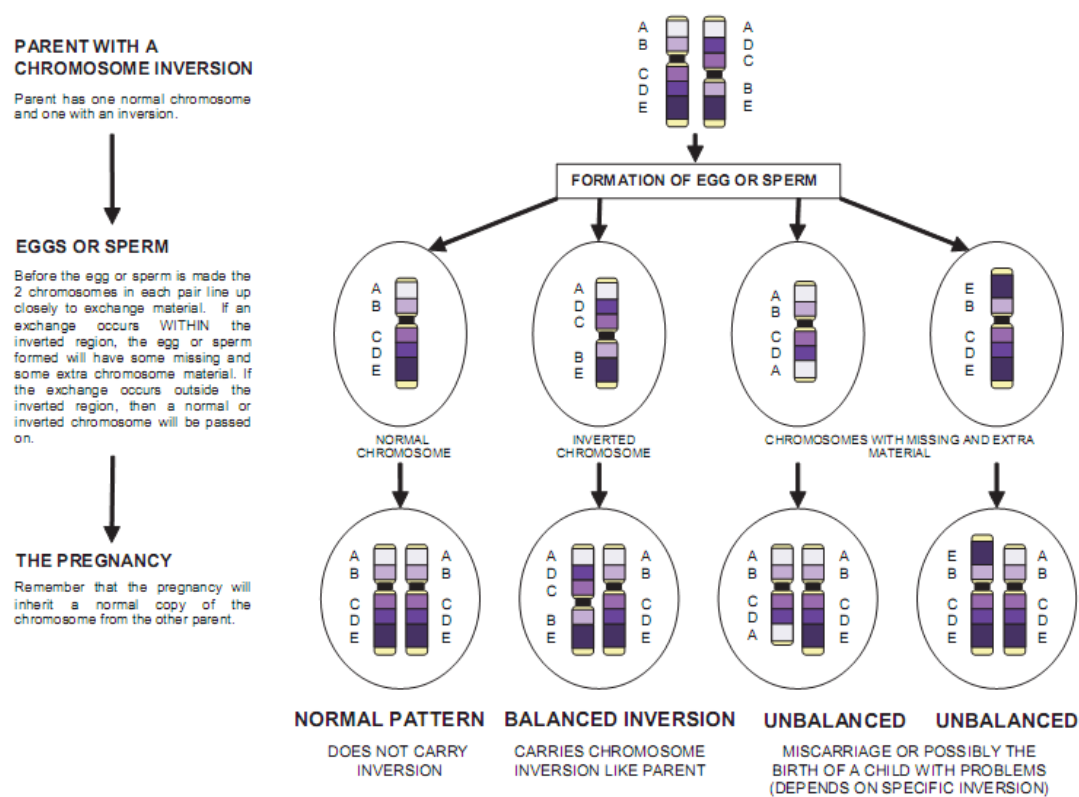 PARENT WITH A
CHROMOSOME INVERSION
Parent has one normal chromosome
and one with an inversion.
A
B
C
D
E
A
D
C
B
E
FORMATION OF EGG OR SPERM
EGGS OR SPERM
Before the egg or sperm is made the
2 chromosomes in each pair line up
closely to exchange material. If an
exchange occurs WITHIN the
inverted region, the egg or sperm
formed will have some missing and
some extra chromosome material. If
the exchange occurs outside the
inverted region, then a normal or
inverted chromosome will be passed
on.
A
B
C
D
E
A
D
C
B
E
A
B
C
D
A
E
B
C
D
E
NORMAL
CHROMOSOME
INVERTED
CHROMOSOME
CHROMOSOMES WITH MISSING AND EXTRA
MATERIAL
THE PREGNANCY
Remember that the pregnancy will
inherit a normal copy of the
chromosome from the other parent.
A
B
C
D
E
A
B
C
D
E
A
D
C
B
E
A
B
C
D
E
A
B
C
D
A
A
B
C
D
E
E
B
C
D
E
A
B
C
D
E
NORMAL PATTERN
DOES NOT CARRY
INVERSION
BALANCED INVERSION
CARRIES CHROMOSOME
INVERSION LIKE PARENT
UNBALANCED
UNBALANCED
MISCARRIAGE OR POSSIBLY THE
BIRTH OF A CHILD WITH PROBLEMS
(DEPENDS ON SPECIFIC INVERSION)